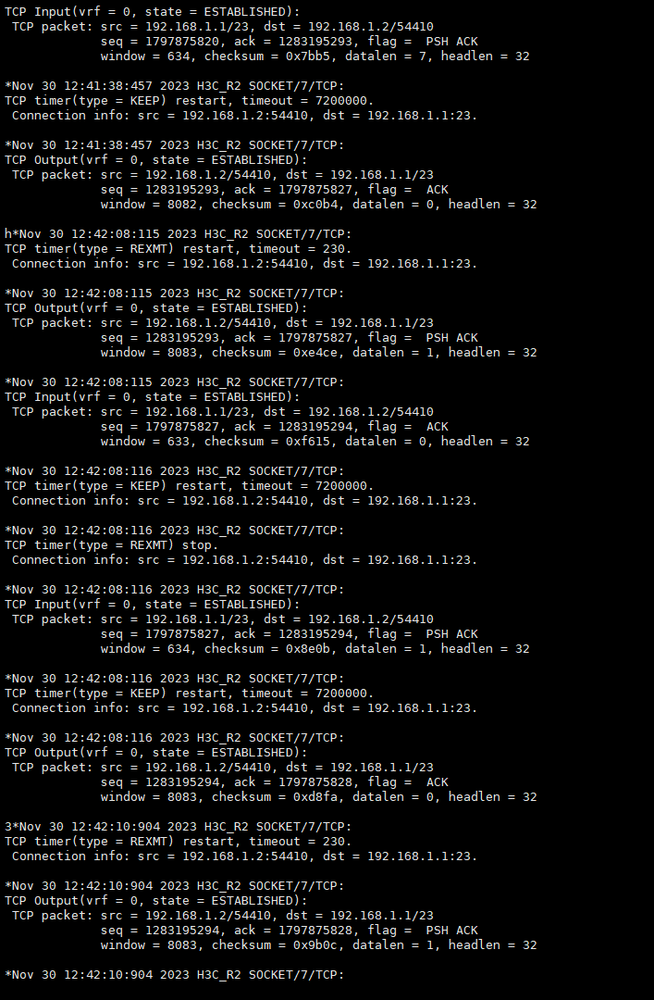 TCP Input(vrf = 0, state = ESTABLISHED):
 TCP packet: src = 192.168.1.1/23, dst = 192.168.1.2/54410
             seq = 1797875820, ack = 1283195293, flag =  PSH ACK
             window = 634, checksum = 0x7bb5, datalen = 7, headlen = 32

*Nov 30 12:41:38:457 2023 H3C_R2 SOCKET/7/TCP:
TCP timer(type = KEEP) restart, timeout = 7200000.
 Connection info: src = 192.168.1.2:54410, dst = 192.168.1.1:23.

*Nov 30 12:41:38:457 2023 H3C_R2 SOCKET/7/TCP:
TCP Output(vrf = 0, state = ESTABLISHED):
 TCP packet: src = 192.168.1.2/54410, dst = 192.168.1.1/23
             seq = 1283195293, ack = 1797875827, flag =  ACK
             window = 8082, checksum = 0xc0b4, datalen = 0, headlen = 32

h*Nov 30 12:42:08:115 2023 H3C_R2 SOCKET/7/TCP:
TCP timer(type = REXMT) restart, timeout = 230.
 Connection info: src = 192.168.1.2:54410, dst = 192.168.1.1:23.

*Nov 30 12:42:08:115 2023 H3C_R2 SOCKET/7/TCP:
TCP Output(vrf = 0, state = ESTABLISHED):
 TCP packet: src = 192.168.1.2/54410, dst = 192.168.1.1/23
             seq = 1283195293, ack = 1797875827, flag =  PSH ACK
             window = 8083, checksum = 0xe4ce, datalen = 1, headlen = 32

*Nov 30 12:42:08:115 2023 H3C_R2 SOCKET/7/TCP:
TCP Input(vrf = 0, state = ESTABLISHED):
 TCP packet: src = 192.168.1.1/23, dst = 192.168.1.2/54410
             seq = 1797875827, ack = 1283195294, flag =  ACK
             window = 633, checksum = 0xf615, datalen = 0, headlen = 32

*Nov 30 12:42:08:116 2023 H3C_R2 SOCKET/7/TCP:
TCP timer(type = KEEP) restart, timeout = 7200000.
 Connection info: src = 192.168.1.2:54410, dst = 192.168.1.1:23.

*Nov 30 12:42:08:116 2023 H3C_R2 SOCKET/7/TCP:
TCP timer(type = REXMT) stop.
 Connection info: src = 192.168.1.2:54410, dst = 192.168.1.1:23.

*Nov 30 12:42:08:116 2023 H3C_R2 SOCKET/7/TCP:
TCP Input(vrf = 0, state = ESTABLISHED):
 TCP packet: src = 192.168.1.1/23, dst = 192.168.1.2/54410
             seq = 1797875827, ack = 1283195294, flag =  PSH ACK
             window = 634, checksum = 0x8e0b, datalen = 1, headlen = 32

*Nov 30 12:42:08:116 2023 H3C_R2 SOCKET/7/TCP:
TCP timer(type = KEEP) restart, timeout = 7200000.
 Connection info: src = 192.168.1.2:54410, dst = 192.168.1.1:23.

*Nov 30 12:42:08:116 2023 H3C_R2 SOCKET/7/TCP:
TCP Output(vrf = 0, state = ESTABLISHED):
 TCP packet: src = 192.168.1.2/54410, dst = 192.168.1.1/23
             seq = 1283195294, ack = 1797875828, flag =  ACK
             window = 8083, checksum = 0xd8fa, datalen = 0, headlen = 32

3*Nov 30 12:42:10:904 2023 H3C_R2 SOCKET/7/TCP:
TCP timer(type = REXMT) restart, timeout = 230.
 Connection info: src = 192.168.1.2:54410, dst = 192.168.1.1:23.

*Nov 30 12:42:10:904 2023 H3C_R2 SOCKET/7/TCP:
TCP Output(vrf = 0, state = ESTABLISHED):
 TCP packet: src = 192.168.1.2/54410, dst = 192.168.1.1/23
             seq = 1283195294, ack = 1797875828, flag =  PSH ACK
             window = 8083, checksum = 0x9b0c, datalen = 1, headlen = 32

*Nov 30 12:42:10:904 2023 H3C_R2 SOCKET/7/TCP: